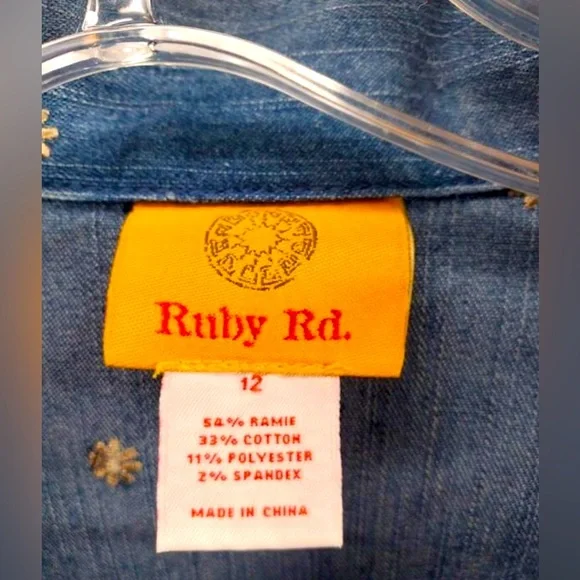 Ruby Rd.
12
54% RAMIE
33% COTTON
11% POLYESTER
2% SPANDEX
MADE IN CHINA